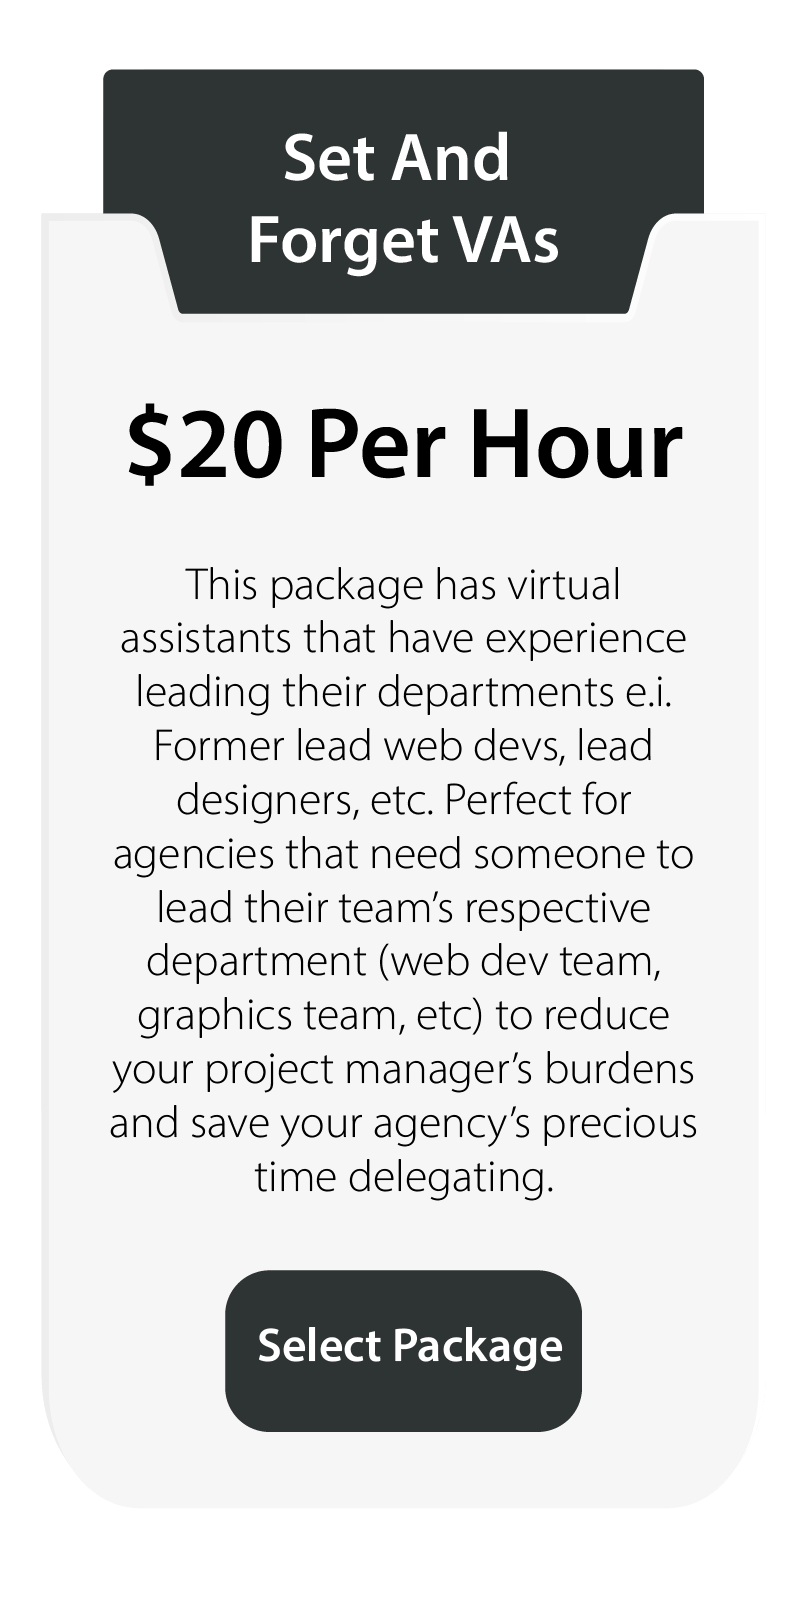 Set And
Forget VAs
$20 Per Hour
This package has virtual
assistants that have experience
leading their departments e.i.
Former lead web devs, lead
designers, etc. Perfect for
agencies that need someone to
lead their team’s respective
department (web dev team,
graphics team, etc) to reduce
your project manager’s burdens
and save your agency’s precious
time delegating.
Select Package